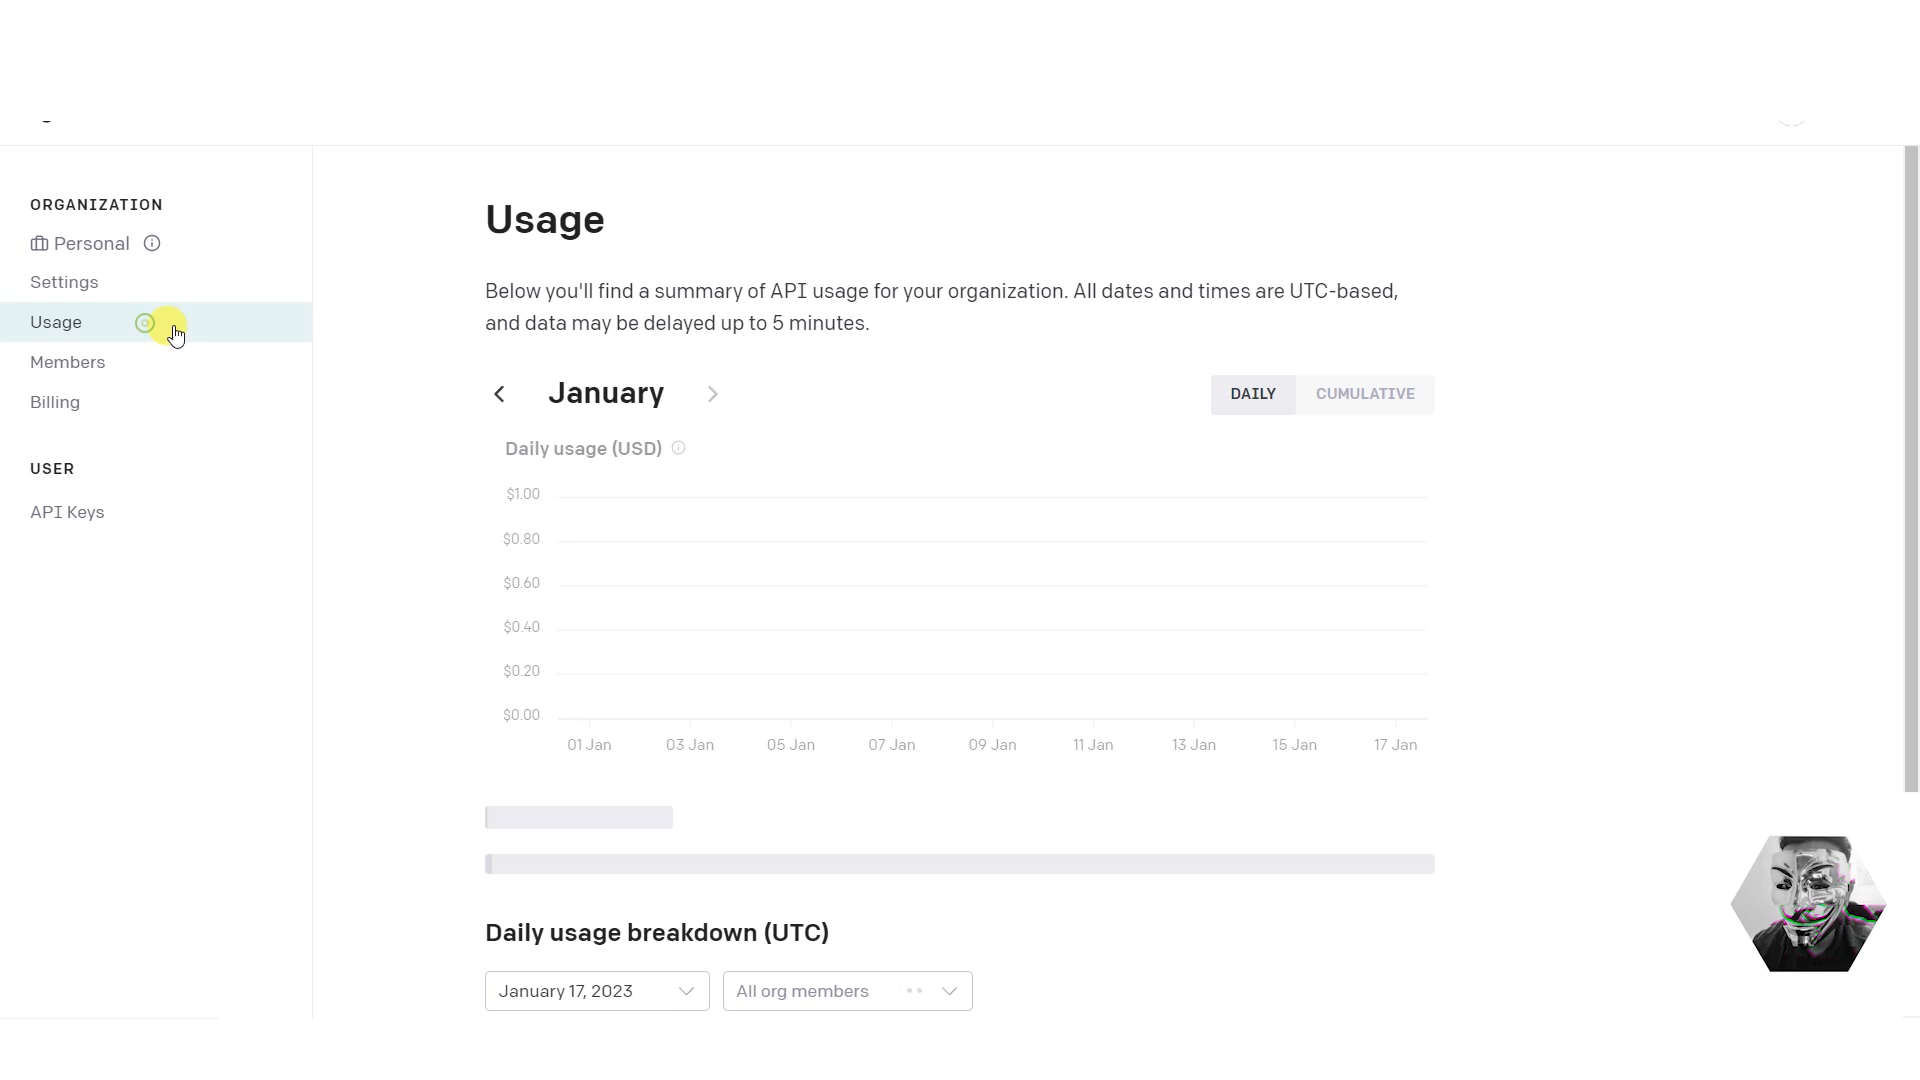 ORGANIZATION
Personal
Settings
Usage
Members
Billing
USER
API Keys
Usage
Below you'll find a summary of API usage for your organization. All dates and times are UTC-based,
and data may be delayed up to 5 minutes.
January
DAILY
CUMULATIVE
Daily usage (USD)
$1.00
$0.80
$0.60
$0.40
$0.20
$0.00
01 Jan
03 Jan
05 Jan
07 Jan
09 Jan
11 Jan
13 Jan
15 Jan
17 Jan
Daily usage breakdown (UTC)
January 17, 2023
All org members